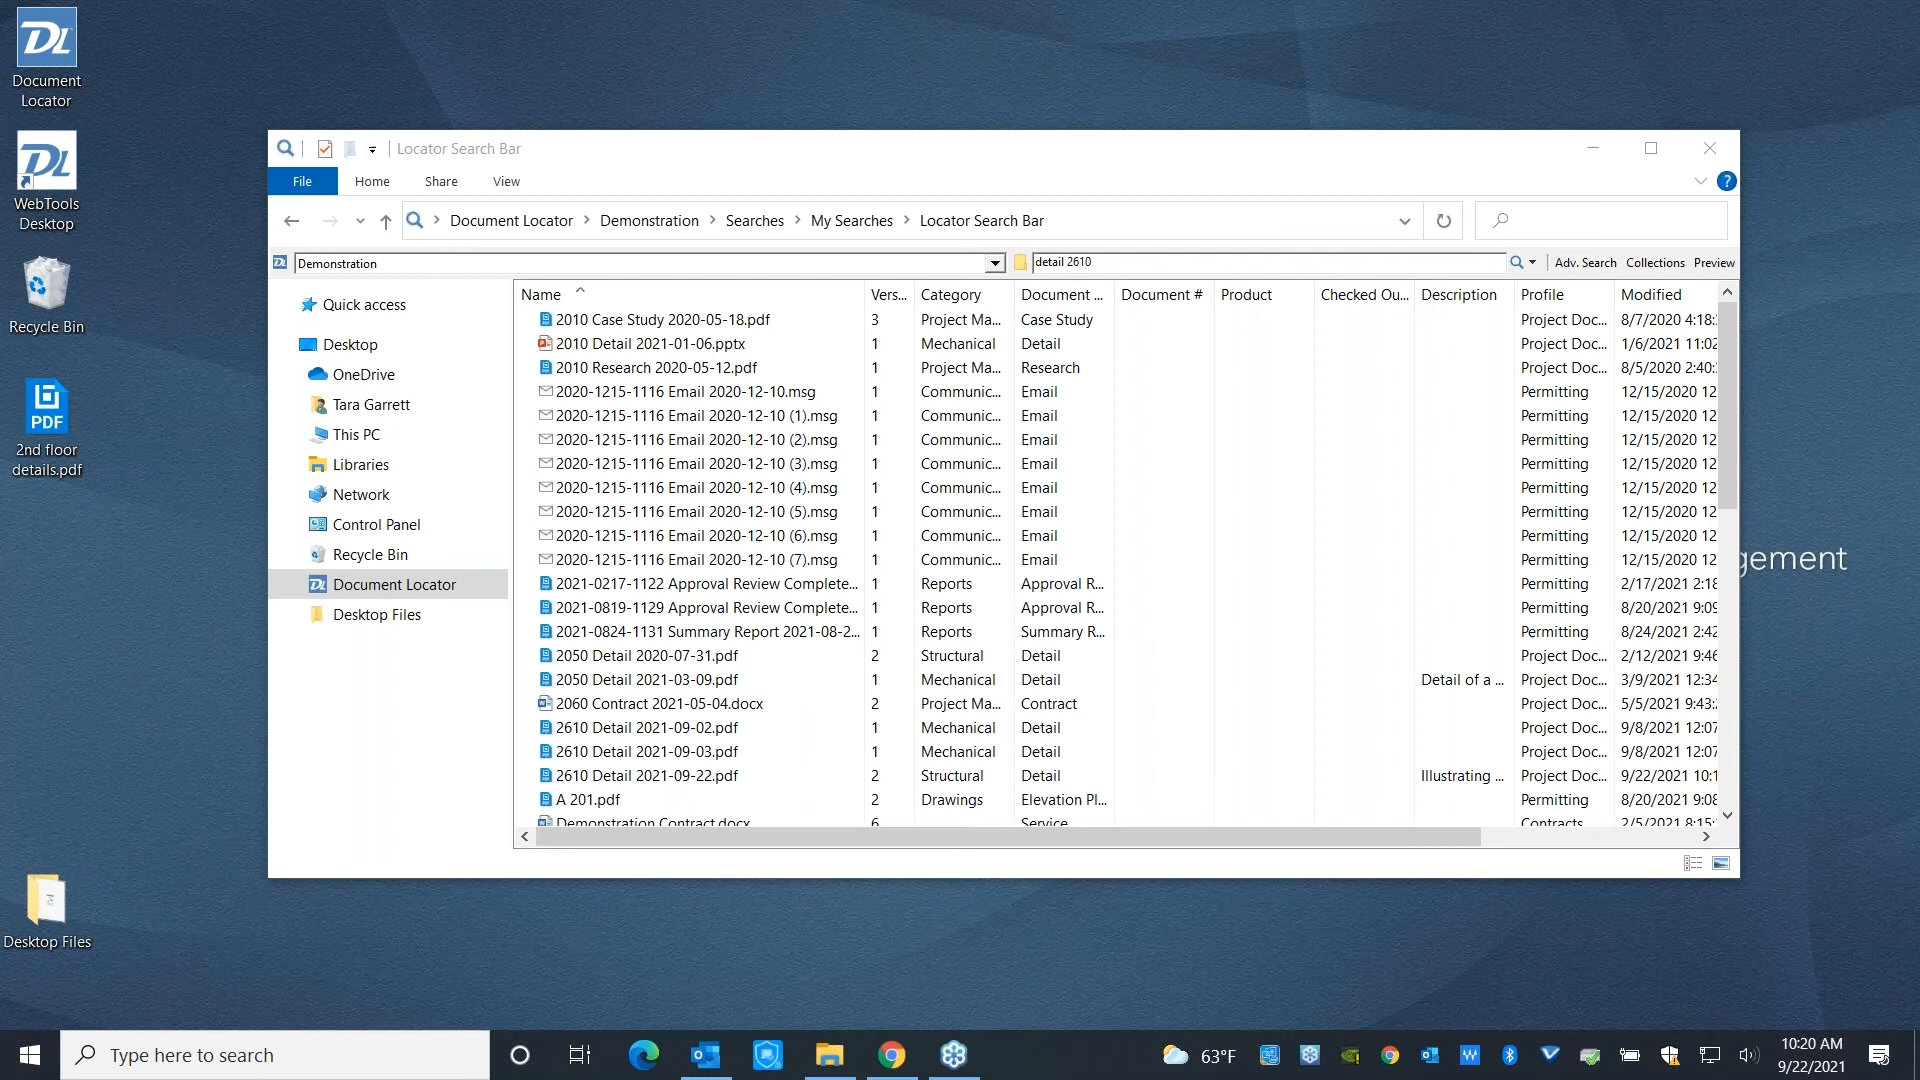 DL
Document
Locator
DL
WebTools
Desktop
Recycle Bin
PDF
2nd floor
details.pdf
Desktop Files
Locator Search Bar
File Home Share View
?
Document Locator > Demonstration > Searches > My Searches > Locator Search Bar
DL Demonstration detail 2610 Adv. Search Collections Preview
Quick access
Desktop
OneDrive
Tara Garrett
This PC
Libraries
Network
Control Panel
Recycle Bin
Document Locator
Desktop Files
Name Vers... Category Document ... Document # Product Checked Ou... Description Profile Modified
2010 Case Study 2020-05-18.pdf 3 Project Ma... Case Study Project Doc... 8/7/2020 4:18:
2010 Detail 2021-01-06.pptx 1 Mechanical Detail Project Doc... 1/6/2021 11:02
2010 Research 2020-05-12.pdf 1 Project Ma... Research Project Doc... 8/5/2020 2:40:
2020-1215-1116 Email 2020-12-10.msg 1 Communic... Email Permitting 12/15/2020 12
2020-1215-1116 Email 2020-12-10 (1).msg 1 Communic... Email Permitting 12/15/2020 12
2020-1215-1116 Email 2020-12-10 (2).msg 1 Communic... Email Permitting 12/15/2020 12
2020-1215-1116 Email 2020-12-10 (3).msg 1 Communic... Email Permitting 12/15/2020 12
2020-1215-1116 Email 2020-12-10 (4).msg 1 Communic... Email Permitting 12/15/2020 12
2020-1215-1116 Email 2020-12-10 (5).msg 1 Communic... Email Permitting 12/15/2020 12
2020-1215-1116 Email 2020-12-10 (6).msg 1 Communic... Email Permitting 12/15/2020 12
2020-1215-1116 Email 2020-12-10 (7).msg 1 Communic... Email Permitting 12/15/2020 12
2021-0217-1122 Approval Review Complete... 1 Reports Approval R... Permitting 2/17/2021 2:18
2021-0819-1129 Approval Review Complete... 1 Reports Approval R... Permitting 8/20/2021 9:09
2021-0824-1131 Summary Report 2021-08-2... 1 Reports Summary R... Permitting 8/24/2021 2:42
2050 Detail 2020-07-31.pdf 2 Structural Detail Project Doc... 2/12/2021 9:46
2050 Detail 2021-03-09.pdf 1 Mechanical Detail Detail of a ... Project Doc... 3/9/2021 12:34
2060 Contract 2021-05-04.docx 2 Project Ma... Contract Project Doc... 5/5/2021 9:43:
2610 Detail 2021-09-02.pdf 1 Mechanical Detail Project Doc... 9/8/2021 12:07
2610 Detail 2021-09-03.pdf 1 Mechanical Detail Project Doc... 9/8/2021 12:07
2610 Detail 2021-09-22.pdf 2 Structural Detail Illustrating ... Project Doc... 9/22/2021 10:1
A 201.pdf 2 Drawings Elevation Pl... Permitting 8/20/2021 9:08
Demonstration Contract.docx 6 Service Contracts 2/5/2021 8:15:
gement
Type here to search
63°F
10:20 AM
9/22/2021